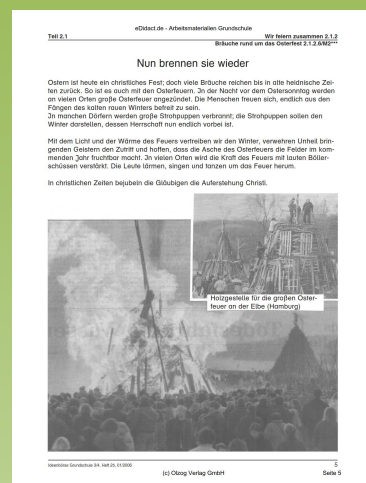 eDidact.de - Arbeitsmaterialien Grundschule
Teil 2.1 Wir feiern zusammen 2.1.2
Bräuche rund um das Osterfest 2.1.2.6/M2***
Nun brennen sie wieder
Ostern ist heute ein christliches Fest; doch viele Bräuche reichen bis in alte heidnische Zei-
ten zurück. So ist es auch mit den Osterfeuern. In der Nacht vor dem Ostersonntag werden
an vielen Orten große Osterfeuer angezündet. Die Menschen freuen sich, endlich aus den
Fängen des kalten rauen Winters befreit zu sein.
In manchen Dörfern werden große Strohpuppen verbrannt; die Strohpuppen sollen den
Winter darstellen, dessen Herrschaft nun endlich vorbei ist.
Mit dem Licht und der Wärme des Feuers vertreiben wir den Winter, verwehren Unheil brin-
genden Geistern den Zutritt und hoffen, dass die Asche des Osterfeuers die Felder im kom-
menden Jahr fruchtbar macht. In vielen Orten wird die Kraft des Feuers mit lauten Böller-
schüssen verstärkt. Die Leute lärmen, singen und tanzen um das Feuer herum.
In christlichen Zeiten bejubeln die Gläubigen die Auferstehung Christi.
Holzgestelle für die großen Oster-
feuer an der Elbe (Hamburg)
Ideenbörse Grundschule 3/4, Heft 25, 01/2006 5
(c) Olzog Verlag GmbH Seite 5